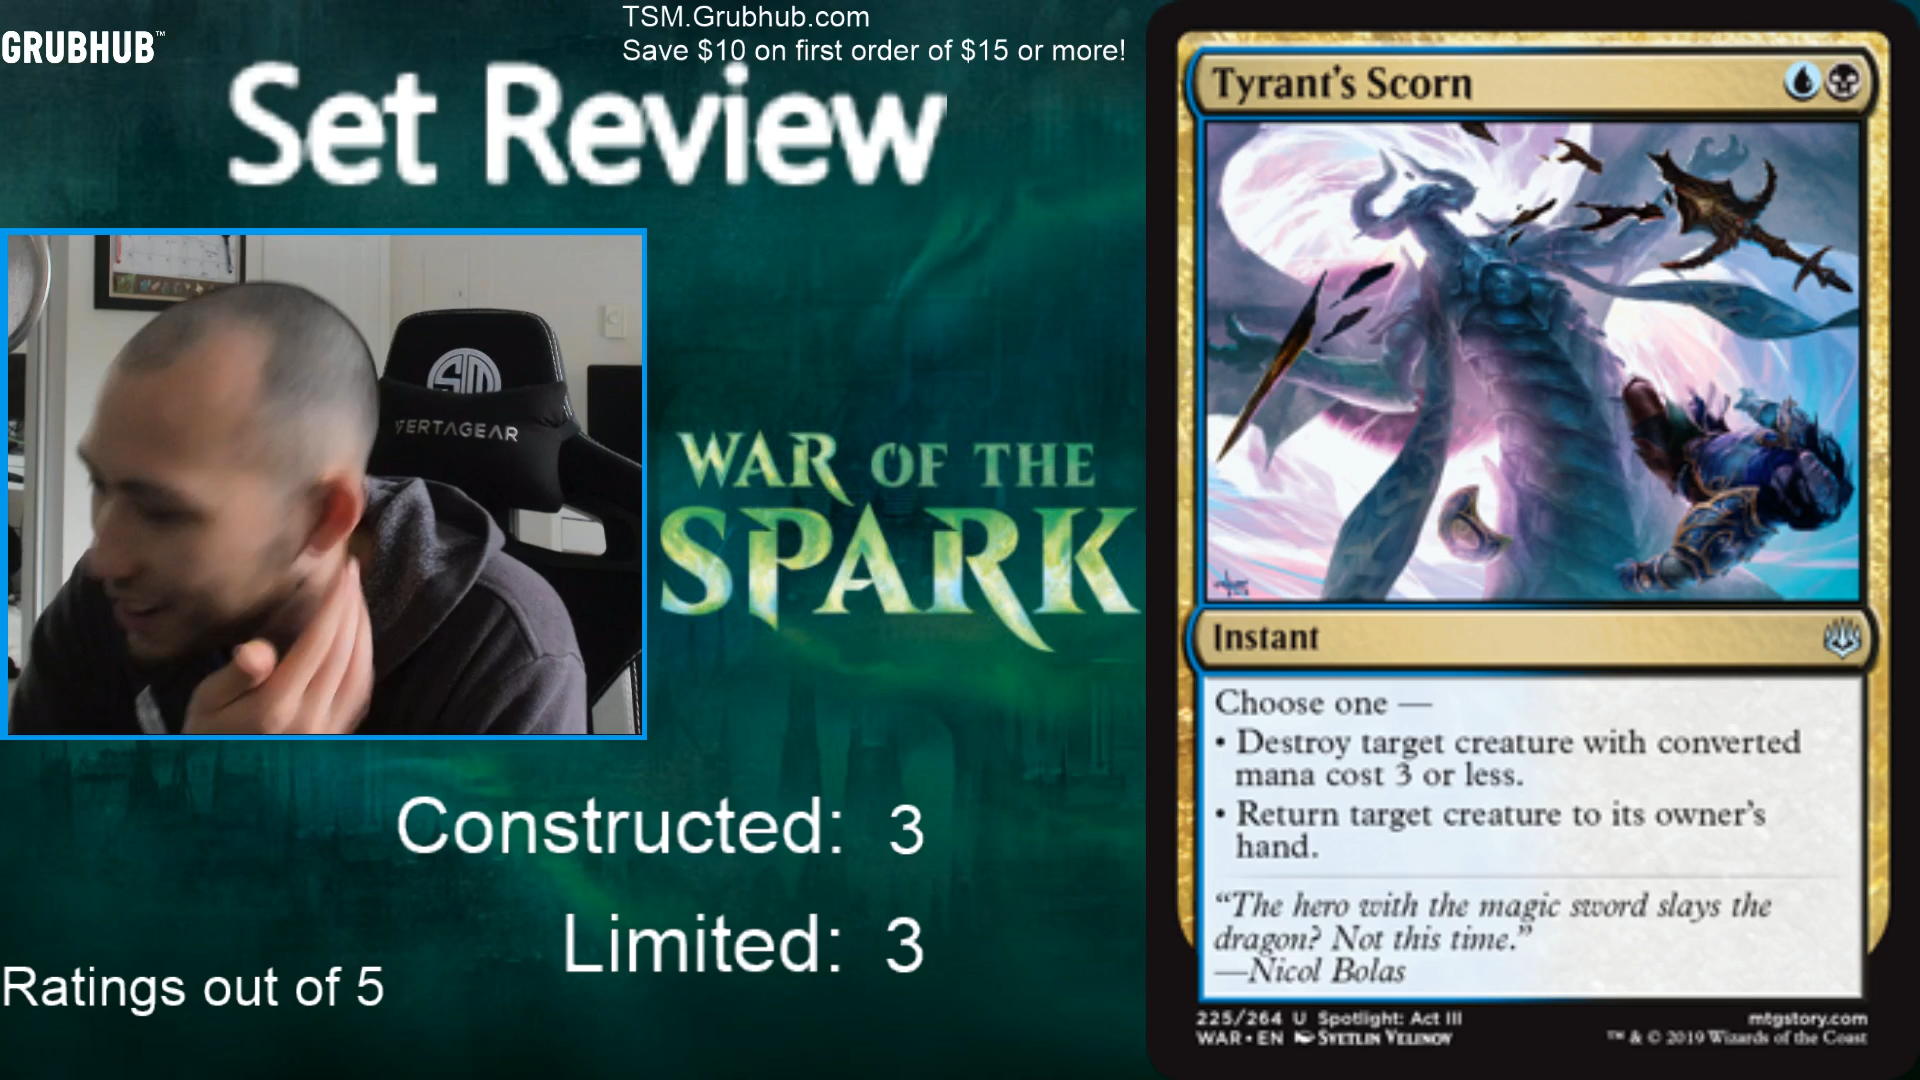 GRUBHUB™
TSM.Grubhub.com
Save $10 on first order of $15 or more!
Set Review
TSM
VERTAGEAR
WAR OF THE
SPARK
Constructed: 3
Limited: 3
Ratings out of 5
Tyrant's Scorn
Instant
Choose one —
• Destroy target creature with converted
mana cost 3 or less.
• Return target creature to its owner's
hand.
“The hero with the magic sword slays the
dragon? Not this time.”
—Nicol Bolas
225/264 U Spotlight: Act III
WAR • EN Svetlin Velinov
mtgstory.com
™ & © 2019 Wizards of the Coast